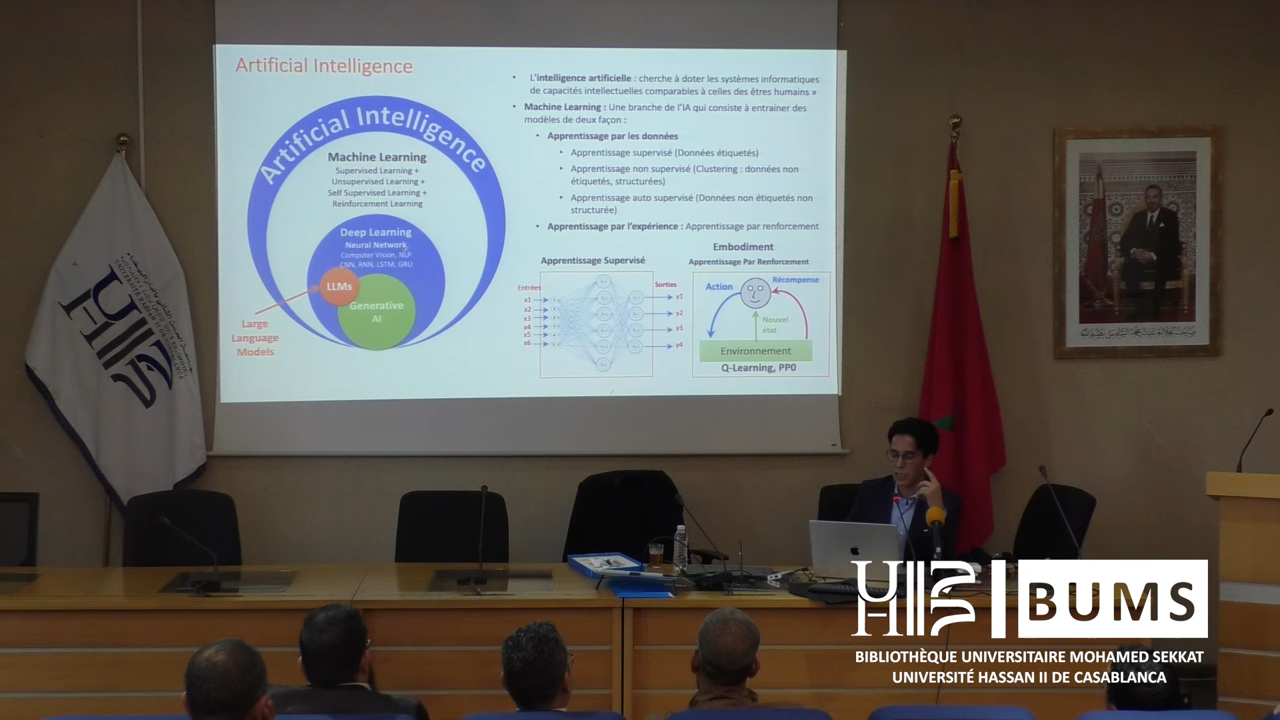 Artificial Intelligence
Artificial Intelligence
Machine Learning
Supervised Learning +
Unsupervised Learning +
Self Supervised Learning +
Reinforcement Learning
Deep Learning
Neural Network
Computer Vision, NLP
CNN, RNN, LSTM, GRU
LLMs
Generative
AI
Large
Language
Models
• L'intelligence artificielle : cherche à doter les systèmes informatiques
de capacités intellectuelles comparables à celles des êtres humains »
• Machine Learning : Une branche de l'IA qui consiste à entrainer des
modèles de deux façon :
• Apprentissage par les données
• Apprentissage supervisé (Données étiquetés)
• Apprentissage non supervisé (Clustering : données non
étiquetés, structurées)
• Apprentissage auto supervisé (Données non étiquetés non
structurée)
• Apprentissage par l'expérience : Apprentissage par renforcement
Apprentissage Supervisé
Entrées
x1
x2
x3
x4
x5
x6
Sorties
y1
y2
y3
y4
Embodiment
Apprentissage Par Renforcement
Action
Récompense
Nouvel
état
Environnement
Q-Learning, PPO
UH
BUMS
BIBLIOTHÈQUE UNIVERSITAIRE MOHAMED SEKKAT
UNIVERSITÉ HASSAN II DE CASABLANCA